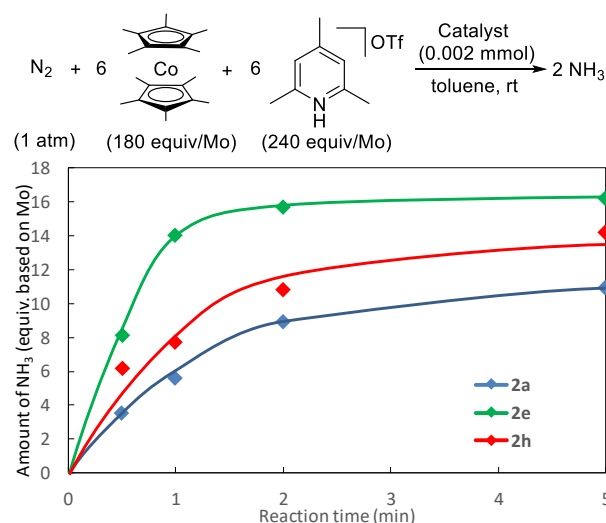 N₂ + 6 Co + 6 N H OTf Catalyst (0.002 mmol) toluene, rt 2 NH₃
(1 atm) (180 equiv/Mo) (240 equiv/Mo)
Amount of NH₃ (equiv. based on Mo)
18
16
14
12
10
8
6
4
2
0
2a
2e
2h
0 1 2 3 4 5
Reaction time (min)